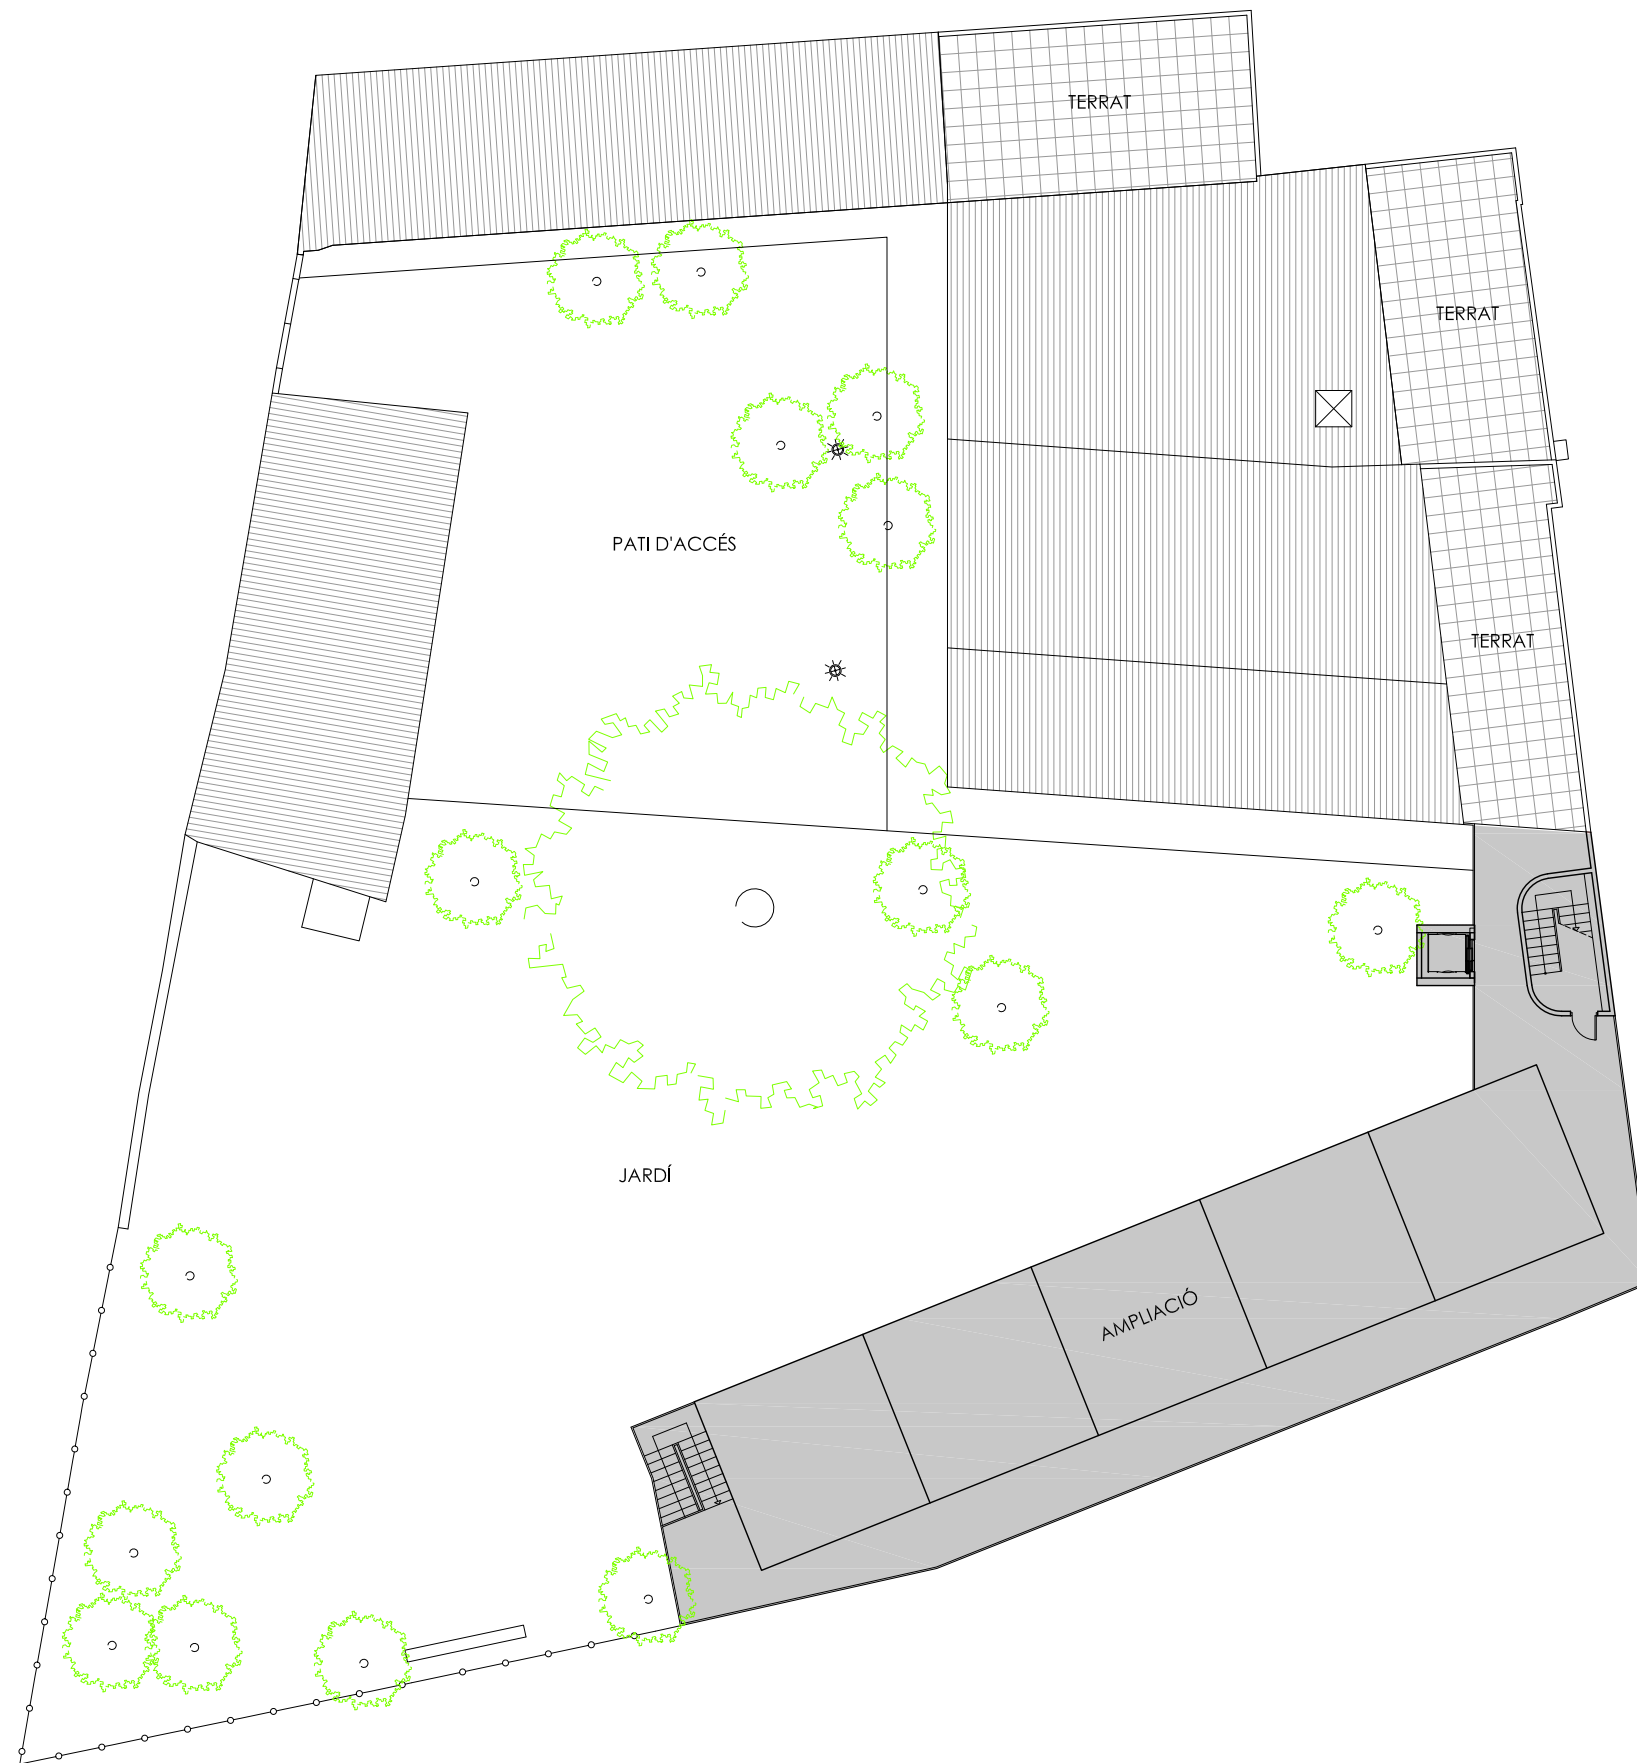 TERRAT
TERRAT
PATI D'ACCÉS
TERRAT
JARDÍ
AMPLIACIÓ